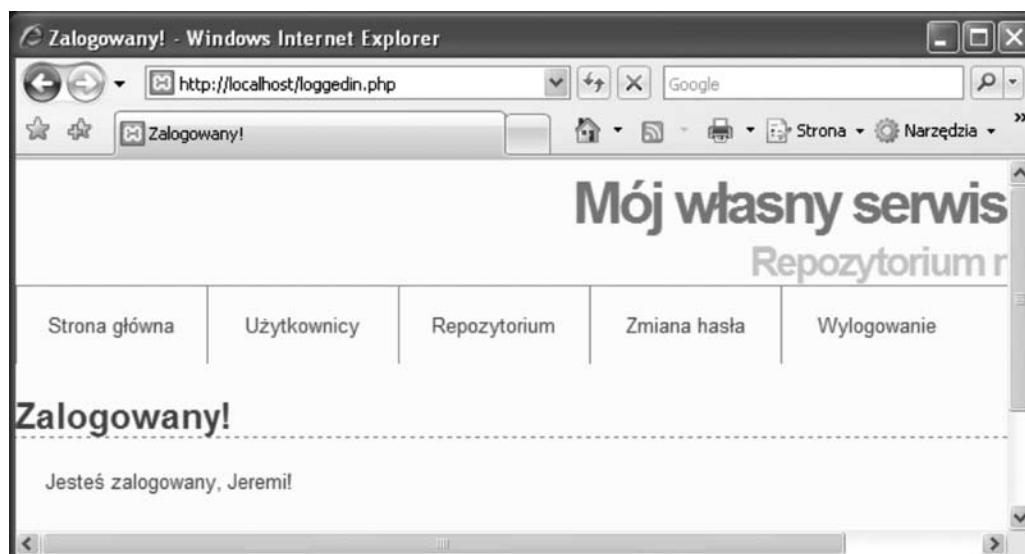 Zalogowany! - Windows Internet Explorer
http://localhost/loggedin.php
Google
Zalogowany!
Strona
Narzędzia
Mój własny serwis
Repozytorium r
Strona główna
Użytkownicy
Repozytorium
Zmiana hasła
Wylogowanie
Zalogowany!
Jesteś zalogowany, Jeremi!